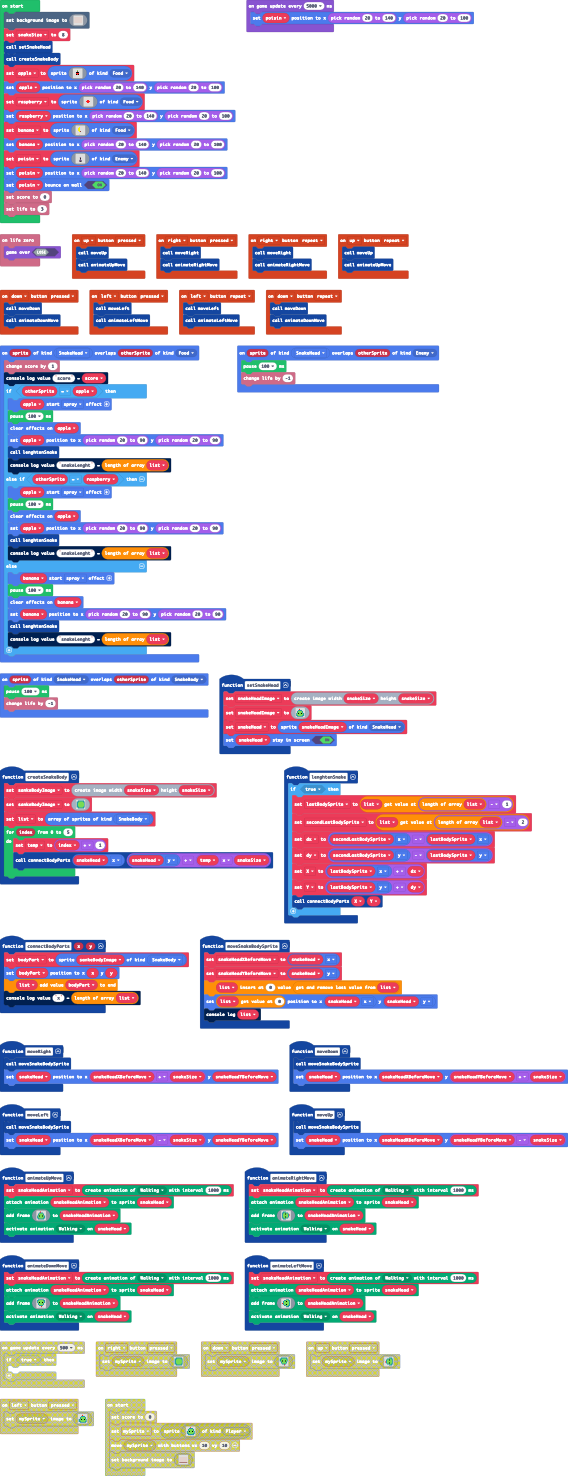 on start
set background image to
set snakeSize to 8
call setSnakeHead
call createSnakeBody
set apple to sprite of kind Food
set apple position to x pick random 20 to 140 y pick random 20 to 100
set raspberry to sprite of kind Food
set raspberry position to x pick random 20 to 140 y pick random 20 to 100
set banana to sprite of kind Food
set banana position to x pick random 20 to 140 y pick random 20 to 100
set poisin to sprite of kind Enemy
set poisin position to x pick random 20 to 140 y pick random 20 to 100
set poisin bounce on wall
set score to 0
set life to 3
on game update every 5000 ms
set poisin position to x pick random 20 to 140 y pick random 20 to 100
on life zero
game over
on up button pressed
call moveUp
call animateUpMove
on right button pressed
call moveRight
call animateRightMove
on right button repeat
call moveRight
call animateRightMove
on up button repeat
call moveUp
call animateUpMove
on down button pressed
call moveDown
call animateDownMove
on left button pressed
call moveLeft
call animateLeftMove
on left button repeat
call moveLeft
call animateLeftMove
on down button repeat
call moveDown
call animateDownMove
on sprite of kind SnakeHead overlaps otherSprite of kind Food
change score by 1
console log value score = score
if otherSprite = apple then
apple start spray effect
pause 100 ms
clear effects on apple
set apple position to x pick random 20 to 90 y pick random 20 to 90
call lenghtenSnake
console log value snakeLenght = length of array list
else if otherSprite = raspberry then
apple start spray effect
pause 100 ms
clear effects on apple
set apple position to x pick random 20 to 90 y pick random 20 to 90
call lenghtenSnake
console log value snakeLenght = length of array list
else
banana start spray effect
pause 100 ms
clear effects on banana
set banana position to x pick random 20 to 90 y pick random 20 to 90
call lenghtenSnake
console log value snakeLenght = length of array list
on sprite of kind SnakeHead overlaps otherSprite of kind Enemy
pause 100 ms
change life by -1
on sprite of kind SnakeHead overlaps otherSprite of kind SnakeBody
pause 100 ms
change life by -1
function setSnakeHead
set snakeHeadImage to create image width snakeSize height snakeSize
set snakeHeadImage to
set snakeHead to sprite snakeHeadImage of kind SnakeHead
set snakeHead stay in screen
function createSnakeBody
set snakeBodyImage to create image width snakeSize height snakeSize
set snakeBodyImage to
set list to array of sprites of kind SnakeBody
for index from 0 to 5
do
set temp to index + 1
call connectBodyParts snakeHead x snakeHead y + temp x snakeSize
function lenghtenSnake
if true then
set lastBodySprite to list get value at length of array list - 1
set secondLastBodySprite to list get value at length of array list - 2
set dx to secondLastBodySprite x - lastBodySprite x
set dy to secondLastBodySprite y - lastBodySprite y
set X to lastBodySprite x + dx
set Y to lastBodySprite y + dy
call connectBodyParts X Y
function connectBodyParts x y
set bodyPart to sprite snakeBodyImage of kind SnakeBody
set bodyPart position to x x y y
list add value bodyPart to end
console log value x = length of array list
function moveSnakeBodySprite
set snakeHeadXBeforeMove to snakeHead x
set snakeHeadYBeforeMove to snakeHead y
list insert at 0 value get and remove last value from list
set list get value at 0 position to x snakeHead x y snakeHead y
console log list
function moveRight
call moveSnakeBodySprite
set snakeHead position to x snakeHeadXBeforeMove + snakeSize y snakeHeadYBeforeMove
function moveDown
call moveSnakeBodySprite
set snakeHead position to x snakeHeadXBeforeMove y snakeHeadYBeforeMove + snakeSize
function moveLeft
call moveSnakeBodySprite
set snakeHead position to x snakeHeadXBeforeMove - snakeSize y snakeHeadYBeforeMove
function moveUp
call moveSnakeBodySprite
set snakeHead position to x snakeHeadXBeforeMove y snakeHeadYBeforeMove - snakeSize
function animateUpMove
set snakeHeadAnimation to create animation of Walking with interval 1000 ms
attach animation snakeHeadAnimation to sprite snakeHead
add frame to snakeHeadAnimation
activate animation Walking on snakeHead
function animateRightMove
set snakeHeadAnimation to create animation of Walking with interval 1000 ms
attach animation snakeHeadAnimation to sprite snakeHead
add frame to snakeHeadAnimation
activate animation Walking on snakeHead
function animateDownMove
set snakeHeadAnimation to create animation of Walking with interval 1000 ms
attach animation snakeHeadAnimation to sprite snakeHead
add frame to snakeHeadAnimation
activate animation Walking on snakeHead
function animateLeftMove
set snakeHeadAnimation to create animation of Walking with interval 1000 ms
attach animation snakeHeadAnimation to sprite snakeHead
add frame to snakeHeadAnimation
activate animation Walking on snakeHead
on game update every 500 ms
if true then
on right button pressed
set mySprite image to
on down button pressed
set mySprite image to
on up button pressed
set mySprite image to
on left button pressed
set mySprite image to
on start
set score to 0
set mySprite to sprite of kind Player
move mySprite with buttons vx 30 vy 30
set background image to